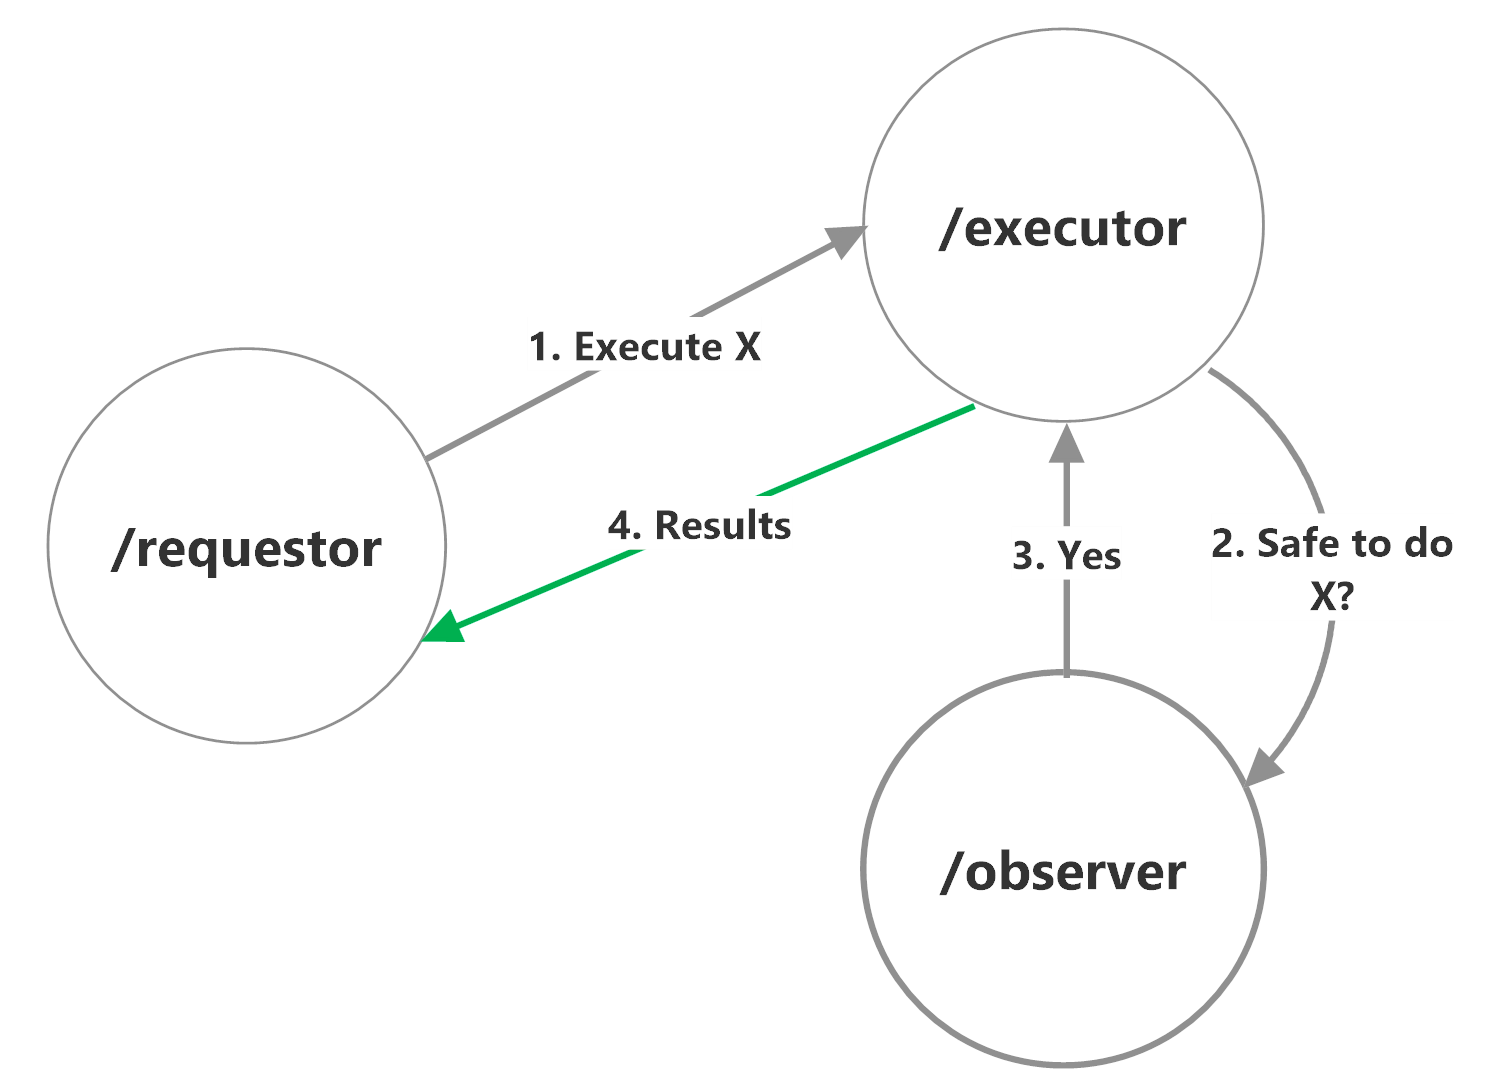 /executor
1. Execute X
/requestor
4. Results
3. Yes
2. Safe to do
X?
/observer